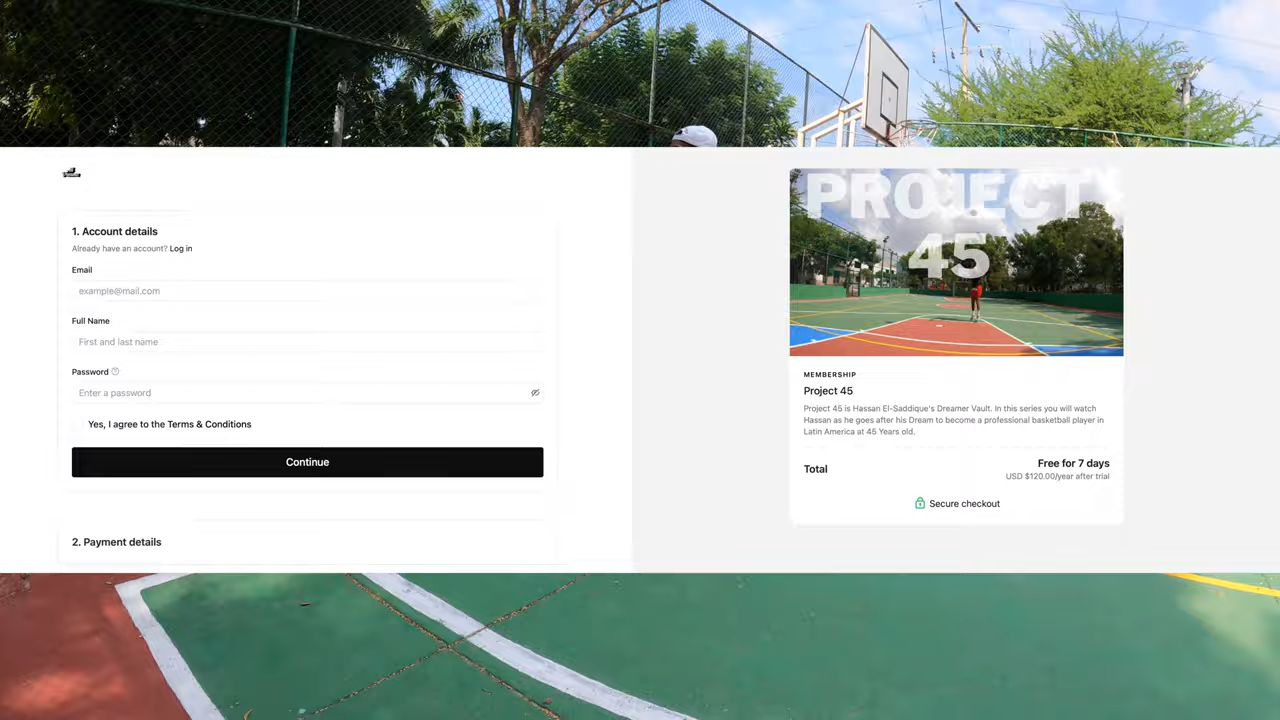 1. Account details
Already have an account? Log in
Email
example@mail.com
Full Name
First and last name
Password
Enter a password
Yes, I agree to the Terms & Conditions
Continue
2. Payment details
PROJECT
45
MEMBERSHIP
Project 45
Project 45 is Hassan El-Saddique's Dreamer Vault. In this series you will watch
Hassan as he goes after his Dream to become a professional basketball player in
Latin America at 45 Years old.
Total
Free for 7 days
USD $120.00/year after trial
Secure checkout